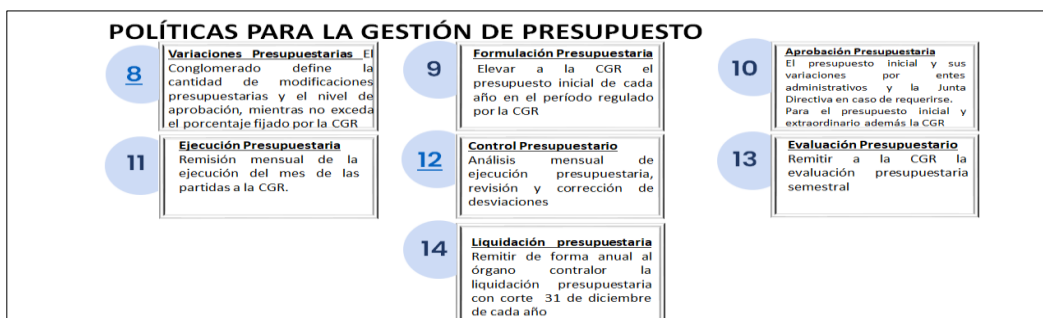 POLÍTICAS PARA LA GESTIÓN DE PRESUPUESTO
8
Variaciones Presupuestarias El
Conglomerado define la
cantidad de modificaciones
presupuestarias y el nivel de
aprobación, mientras no exceda
el porcentaje fijado por la CGR
9
Formulación Presupuestaria
Elevar a la CGR el
presupuesto inicial de cada
año en el período regulado
por la CGR
10
Aprobación Presupuestaria
El presupuesto inicial y sus
variaciones por entes
administrativos y la Junta
Directiva en caso de requerirse.
Para el presupuesto inicial y
extraordinario además la CGR
11
Ejecución Presupuestaria
Remisión mensual de la
ejecución del mes de las
partidas a la CGR.
12
Control Presupuestario
Análisis mensual de
ejecución presupuestaria,
revisión y corrección de
desviaciones
13
Evaluación Presupuestario
Remitir a la CGR la
evaluación presupuestaria
semestral
14
Liquidación presupuestaria
Remitir de forma anual al
órgano contralor la
liquidación presupuestaria
con corte 31 de diciembre
de cada año